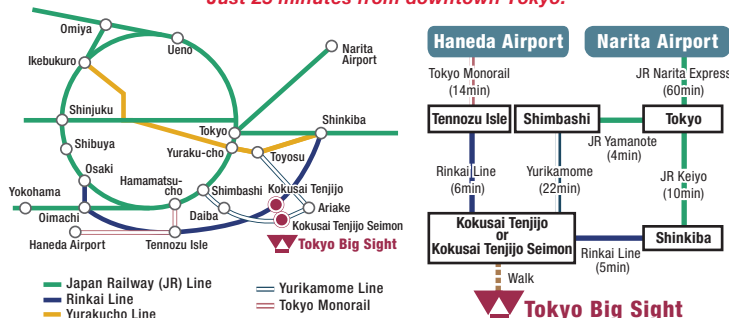 Just 25 minutes from downtown Tokyo.
Omiya
Ueno
Ikebukuro
Narita
Airport
Shinjuku
Shibuya
Tokyo
Shinkiba
Yuraku-cho
Toyosu
Osaki
Hamamatsu-
cho
Shimbashi
Kokusai Tenjijo
Yokohama
Oimachi
Daiba
Ariake
Kokusai Tenjijo Seimon
Haneda Airport
Tennozu Isle
Tokyo Big Sight
Japan Railway (JR) Line
Rinkai Line
Yurakucho Line
Yurikamome Line
Tokyo Monorail
Haneda Airport
Narita Airport
Tokyo Monorail
(14min)
JR Narita Express
(60min)
Tennozu Isle
Shimbashi
Tokyo
JR Yamanote
(4min)
Rinkai Line
(6min)
Yurikamome
(22min)
JR Keiyo
(10min)
Kokusai Tenjijo
or
Kokusai Tenjijo Seimon
Shinkiba
Rinkai Line
(5min)
Walk
Tokyo Big Sight